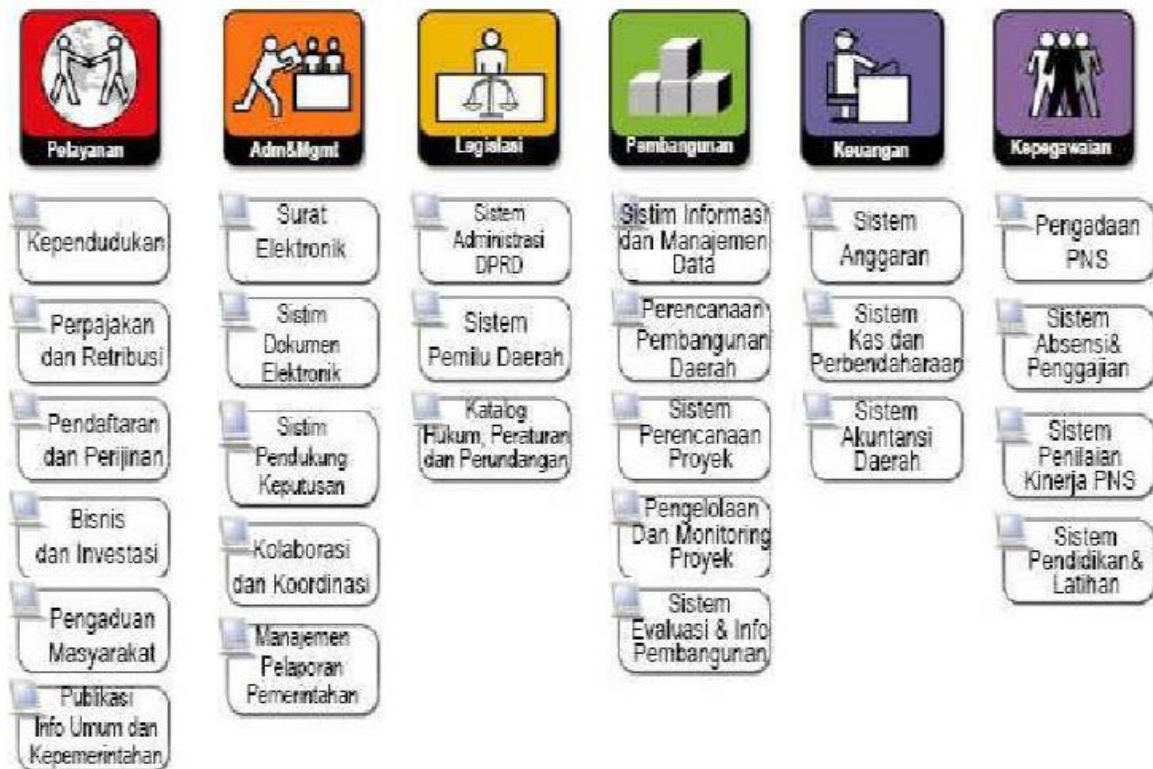 Pelayanan
Kependudukan
Perpajakan
dan Retribusi
Pendaftaran
dan Perijinan
Bisnis
dan Investasi
Pengaduan
Masyarakat
Publikasi
Info Umum dan
Kepemerintahan
Adm&Mgmt
Surat
Elektronik
Sistim
Dokumen
Elektronik
Sistim
Pendukung
Keputusan
Kolaborasi
dan Koordinasi
Manajemen
Pelaporan
Pemerintahan
Legislasi
Sistem
Administrasi
DPRD
Sistem
Pemilu Daerah
Katalog
Hukum, Peraturan
dan Perundangan
Pembangunan
Sistim Informasi
dan Manajemen
Data
Perencanaan
Pembangunan
Daerah
Sistem
Perencanaan
Proyek
Pengelolaan
Dan Monitoring
Proyek
Sistem
Evaluasi & Info
Pembangunan
Keuangan
Sistem
Anggaran
Sistem
Kas dan
Perbendaharaan
Sistem
Akuntansi
Daerah
Kepegawaian
Pengadaan
PNS
Sistem
Absensi&
Penggajian
Sistem
Penilaian
Kinerja PNS
Sistem
Pendidikan&
Latihan